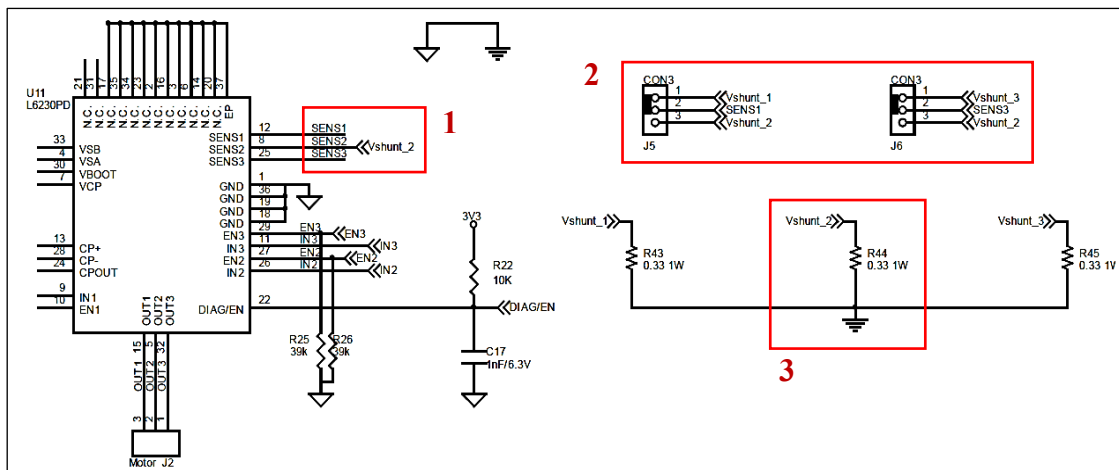 21
31
17
35
34
23
2
16
3
6
14
20
37
U11
L6230PD
N.C.
N.C.
N.C.
N.C.
N.C.
N.C.
N.C.
N.C.
N.C.
N.C.
N.C.
N.C.
EP
33 VSB
4 VSA
30 VBOOT
7 VCP
13 CP+
28 CP-
24 CPOUT
9 IN1
10 EN1
SENS1 12 SENS1
SENS2 8 SENS2 Vshunt_2
SENS3 25 SENS3
1
GND 1
GND 36
GND 19
GND 18
EN3 29 EN3 EN3
IN3 11 IN3 IN3
EN2 27 EN2 EN2
IN2 26 IN2 IN2
DIAG/EN 22 DIAG/EN
OUT1
OUT2
OUT3
15
5
32
OUT1
OUT2
OUT3
3
2
1
Motor J2
R25
39k
R26
39k
3V3
R22
10K
C17
1nF/6.3V
2
CON3
1 Vshunt_1
2 SENS1
3 Vshunt_2
J5
CON3
1 Vshunt_3
2 SENS3
3 Vshunt_2
J6
Vshunt_1
R43
0.33 1W
Vshunt_2
R44
0.33 1W
Vshunt_3
R45
3